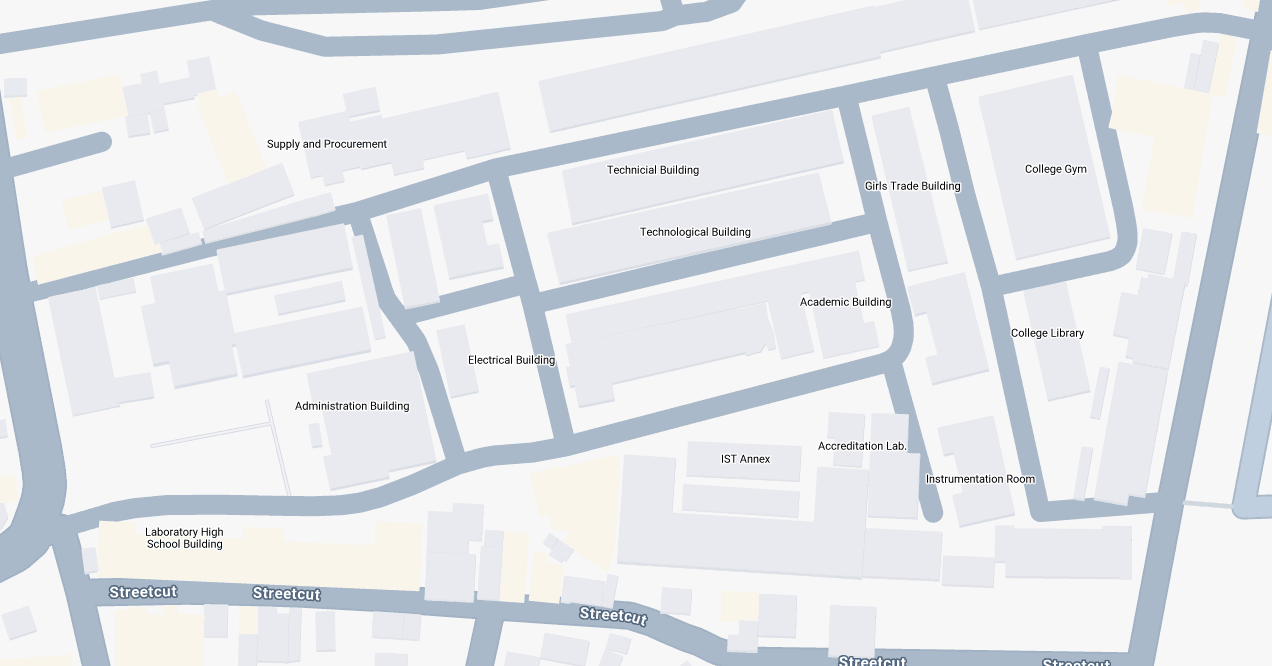 Supply and Procurement
Technicial Building
College Gym
Girls Trade Building
Technological Building
Academic Building
College Library
Electrical Building
Administration Building
Accreditation Lab.
IST Annex
Instrumentation Room
Laboratory High
School Building
Streetcut
Streetcut
Streetcut
Streetcut
Streetcut